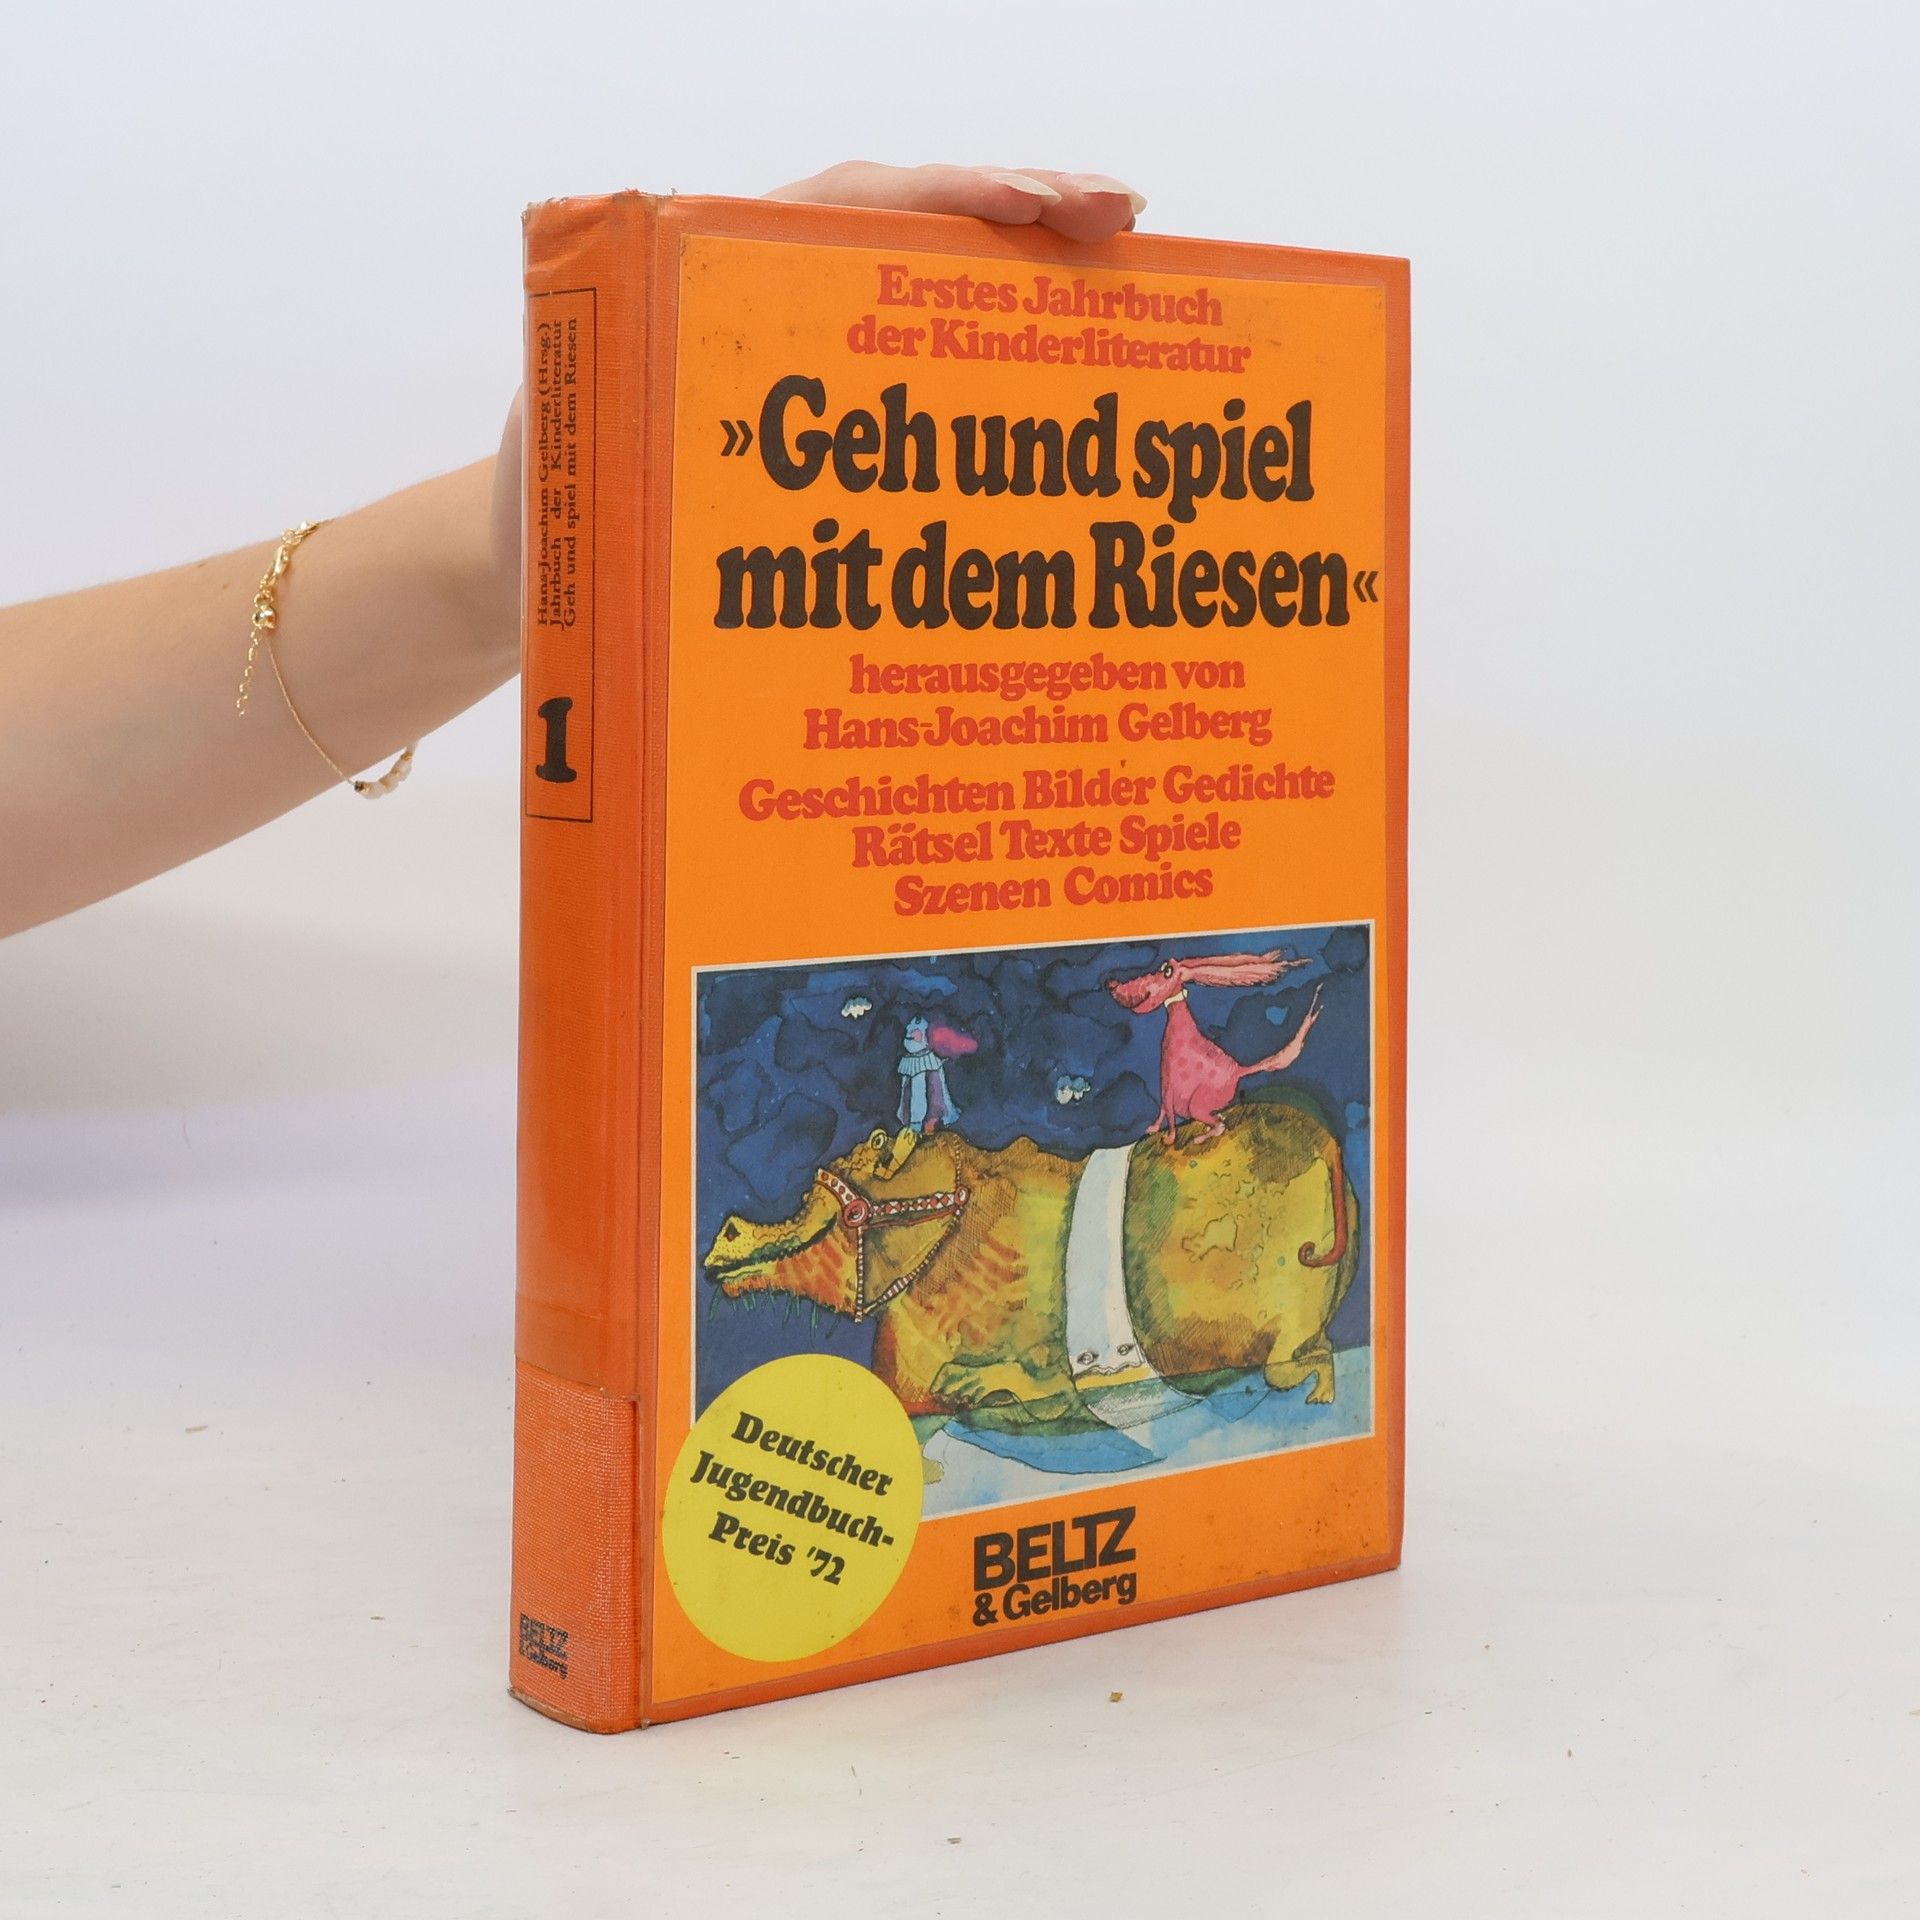 Hans-Joachim Gelberg (Hrsg.)
Jahrbuch der Kinderliteratur
Geh und spiel mit dem Riesen
1
BELTZ
& Gelberg
Erstes Jahrbuch
der Kinderliteratur
»Geh und spiel
mit dem Riesen«
herausgegeben von
Hans-Joachim Gelberg
Geschichten Bilder Gedichte
Rätsel Texte Spiele
Szenen Comics
Deutscher
Jugendbuch-
Preis '72
BELTZ
& Gelberg